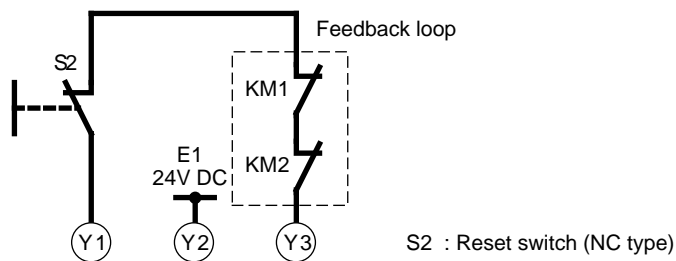 Feedback loop
S2
KM1
KM2
E1
24V DC
Y1
Y2
Y3
S2 : Reset switch (NC type)